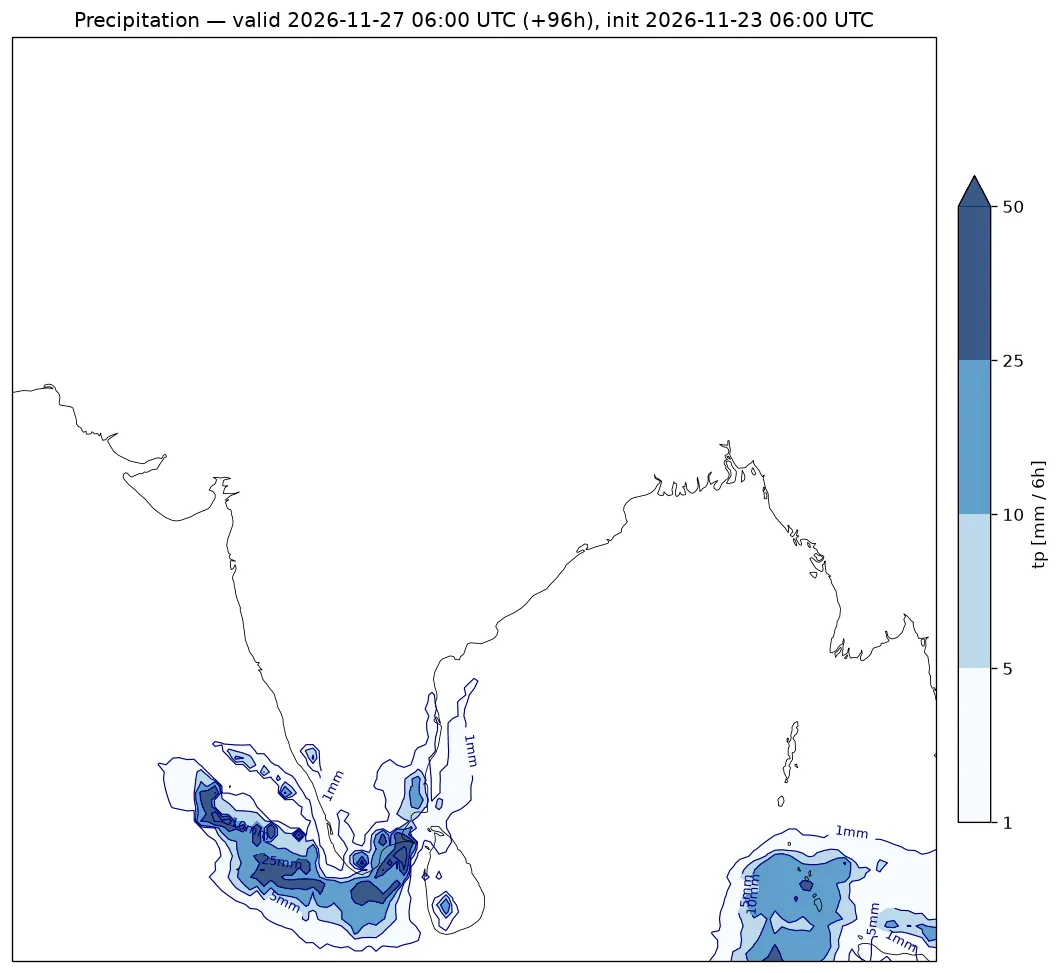 Precipitation — valid 2026-11-27 06:00 UTC (+96h), init 2026-11-23 06:00 UTC
50
25
10
5
1
tp [mm / 6h]
1mm
1mm
10mm
25mm
5mm
1mm
5mm
10mm
5mm
1mm